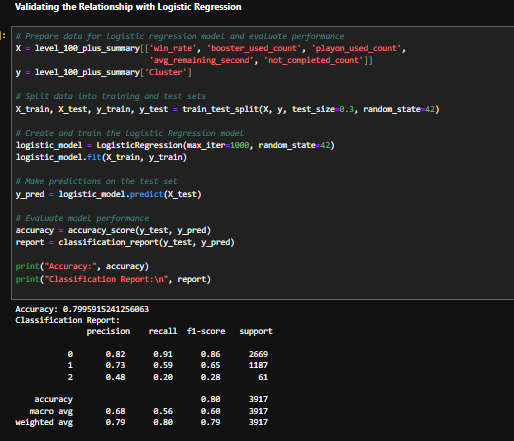 Validating the Relationship with Logistic Regression
]:
# Prepare data for Logistic regression model and evaluate performance
X = level_100_plus_summary[['win_rate', 'booster_used_count', 'playon_used_count',
'avg_remaining_second', 'not_completed_count']]
y = level_100_plus_summary['Cluster']
# Split data into training and test sets
X_train, X_test, y_train, y_test = train_test_split(X, y, test_size=0.3, random_state=42)
# Create and train the Logistic Regression model
logistic_model = LogisticRegression(max_iter=1000, random_state=42)
logistic_model.fit(X_train, y_train)
# Make predictions on the test set
y_pred = logistic_model.predict(X_test)
# Evaluate model performance
accuracy = accuracy_score(y_test, y_pred)
report = classification_report(y_test, y_pred)
print("Accuracy:", accuracy)
print("Classification Report:\n", report)
Accuracy: 0.7995915241256063
Classification Report:
precision recall f1-score support
0 0.82 0.91 0.86 2669
1 0.73 0.59 0.65 1187
2 0.48 0.20 0.28 61
accuracy 0.80 3917
macro avg 0.68 0.56 0.60 3917
weighted avg 0.79 0.80 0.79 3917